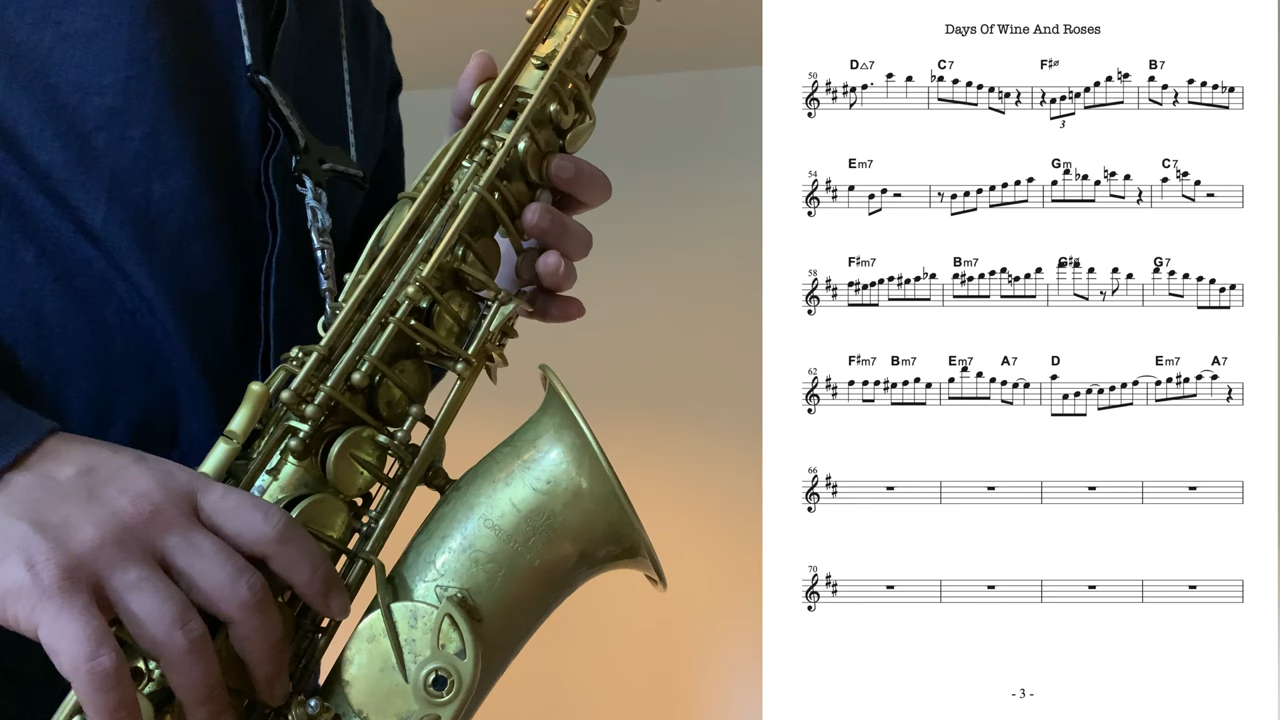 Days Of Wine And Roses
50 D△7 C7 F#ø B7
3
54 Em7 Gm C7
58 F#m7 Bm7 G#ø G7
62 F#m7 Bm7 Em7 A7 D Em7 A7
66
70
- 3 -